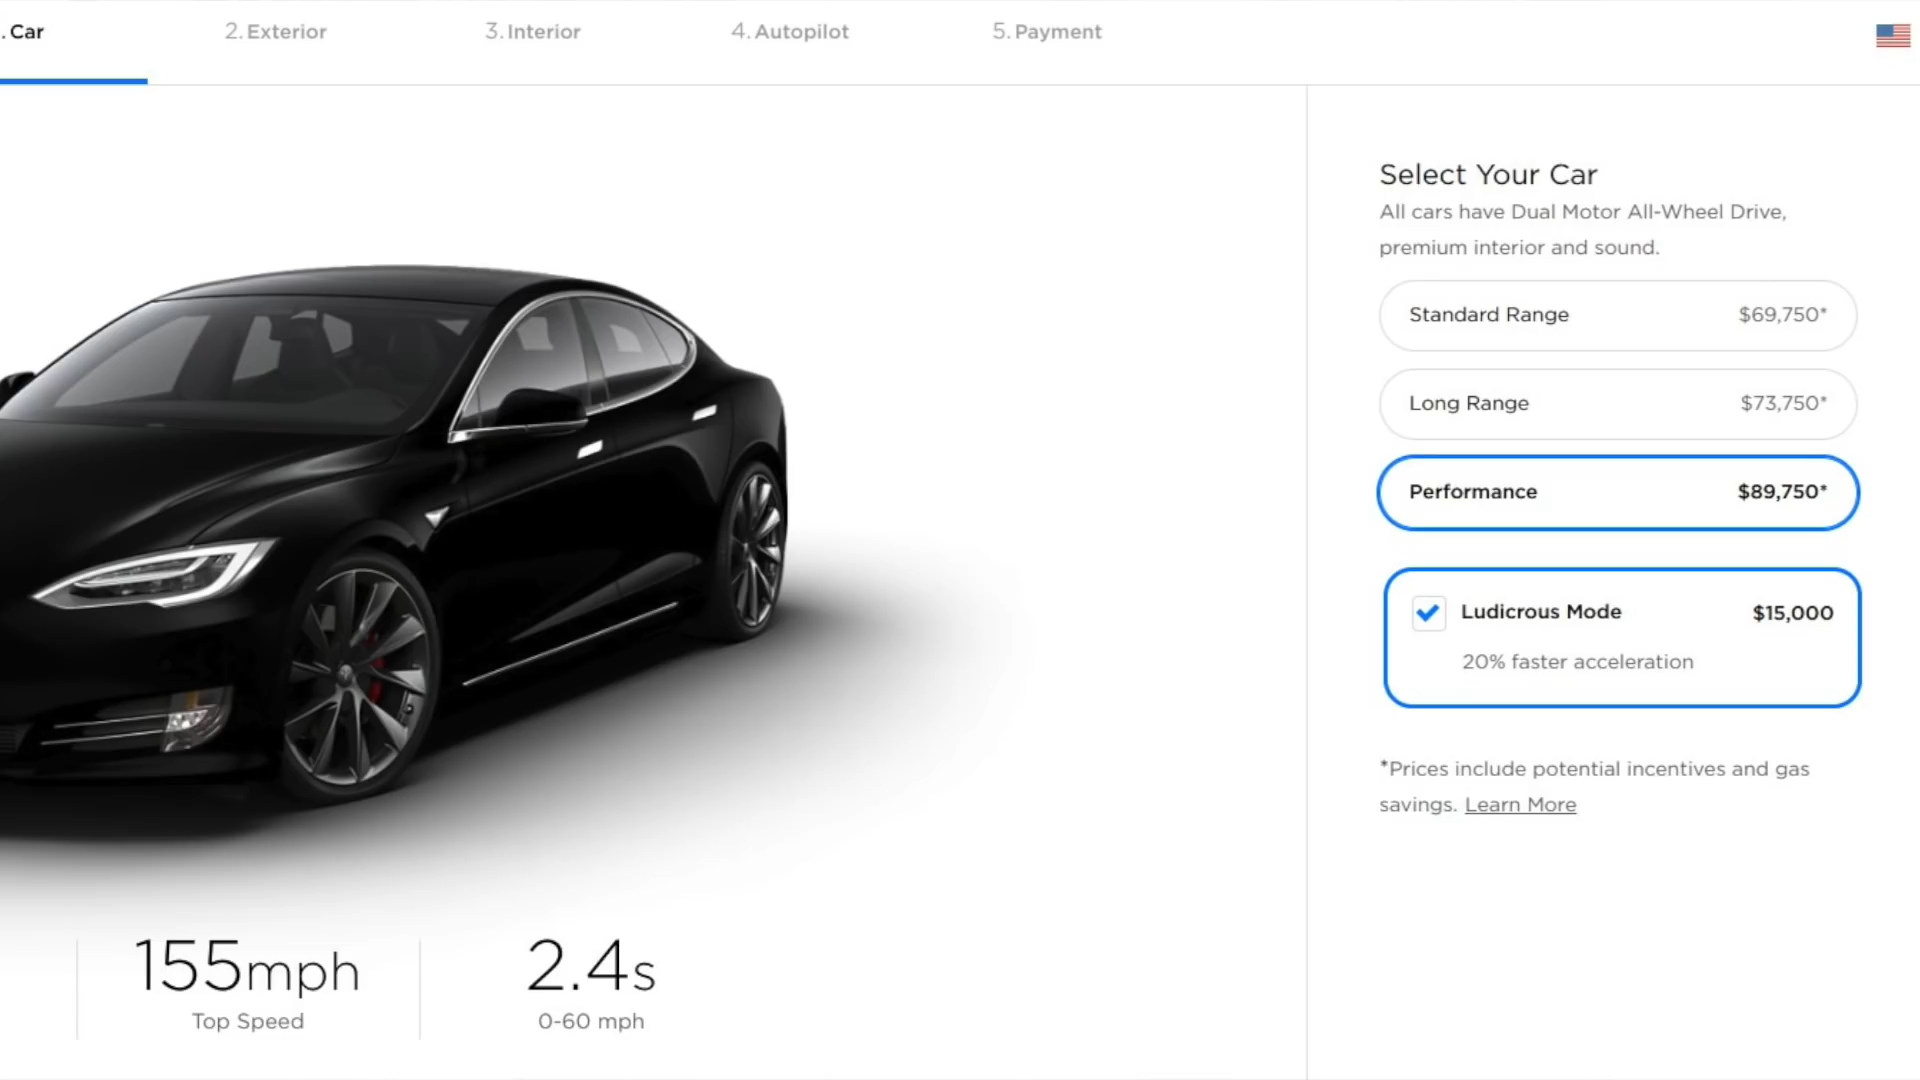 . Car
2. Exterior
3. Interior
4. Autopilot
5. Payment
Select Your Car
All cars have Dual Motor All-Wheel Drive,
premium interior and sound.
Standard Range $69,750*
Long Range $73,750*
Performance $89,750*
Ludicrous Mode $15,000
20% faster acceleration
*Prices include potential incentives and gas
savings. Learn More
155mph
Top Speed
2.4s
0-60 mph